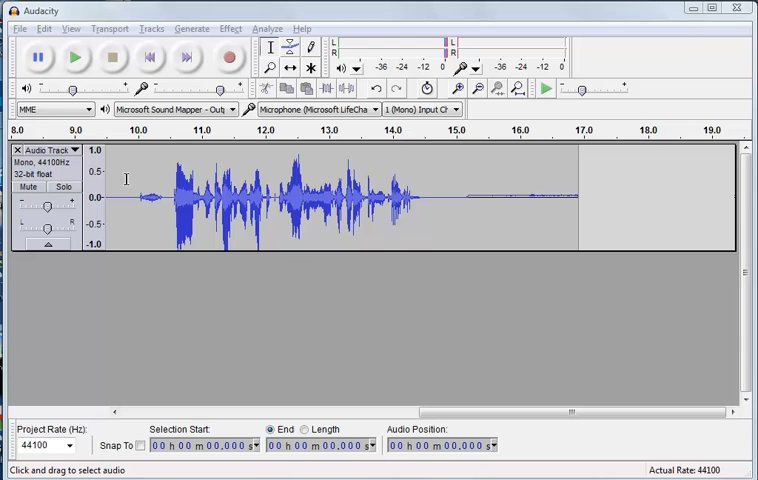 Audacity
File Edit View Transport Tracks Generate Effect Analyze Help
L
R
-36 -24 -12 0
L
R
-36 -24 -12 0
- +
- +
- +
MME
Microsoft Sound Mapper - Outp
Microphone (Microsoft LifeCha
1 (Mono) Input Ch
8.0 9.0 10.0 11.0 12.0 13.0 14.0 15.0 16.0 17.0 18.0 19.0
Audio Track
Mono, 44100Hz
32-bit float
Mute Solo
- +
L R
1.0
0.5
0.0
-0.5
-1.0
Project Rate (Hz):
44100
Snap To
Selection Start:
00 h 00 m 00.000 s
End Length
00 h 00 m 00.000 s
Audio Position:
00 h 00 m 00.000 s
Click and drag to select audio
Actual Rate: 44100